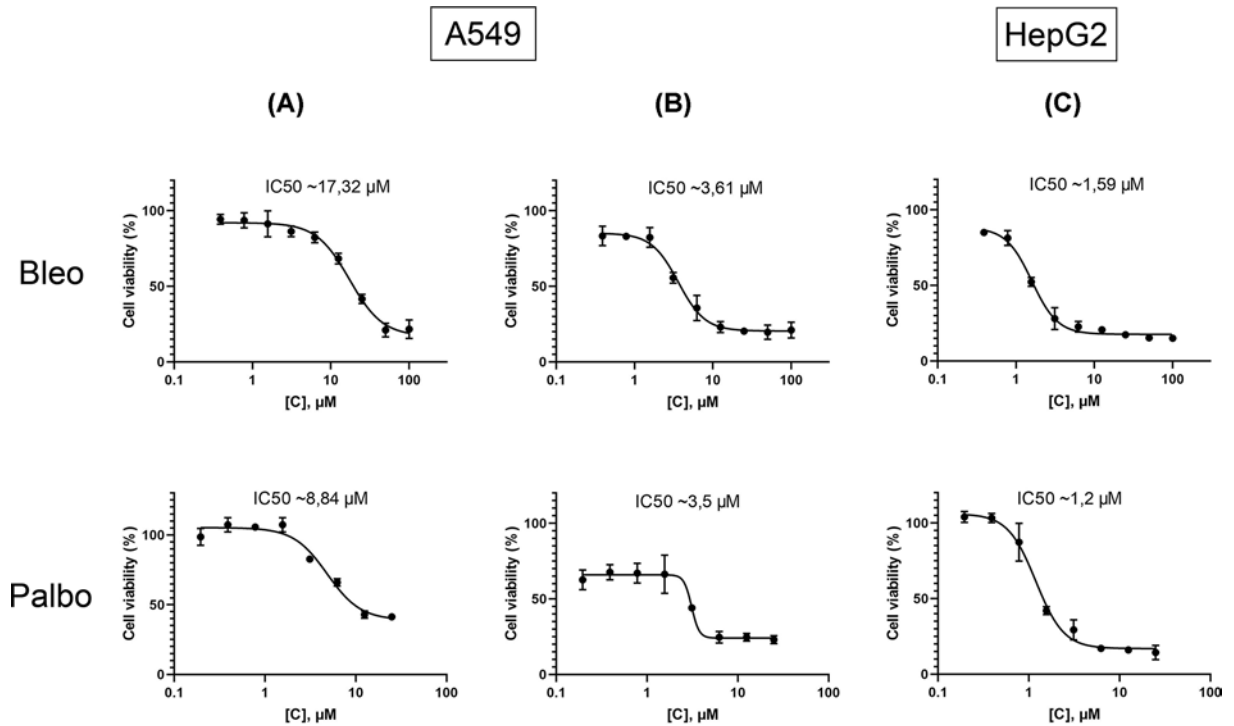 A549
HepG2
(A)
(B)
(C)
Bleo
IC50 ~17,32 µM
Cell viability (%)
100
50
0
0.1
1
10
100
[C], µM
IC50 ~3,61 µM
Cell viability (%)
100
50
0
0.1
1
10
100
[C], µM
IC50 ~1,59 µM
Cell viability (%)
100
50
0
0.1
1
10
100
[C], µM
Palbo
IC50 ~8,84 µM
Cell viability (%)
100
50
0
0.1
1
10
100
[C], µM
IC50 ~3,5 µM
Cell viability (%)
100
50
0
0.1
1
10
100
[C], µM
IC50 ~1,2 µM
Cell viability (%)
100
50
0
0.1
1
10
100
[C], µM